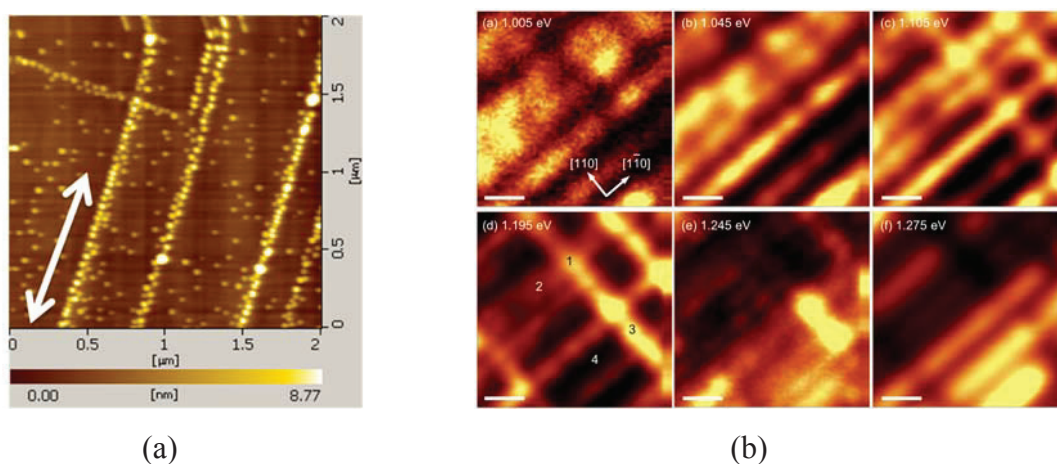 2
1.5
1
[µm]
0.5
0
0 0.5 1 1.5 2
[µm]
0.00 [nm] 8.77
(a)
(a) 1.005 eV
[110] [11̄0]
(b) 1.045 eV
(c) 1.105 eV
(d) 1.195 eV
1
2
3
4
(e) 1.245 eV
(f) 1.275 eV
(b)